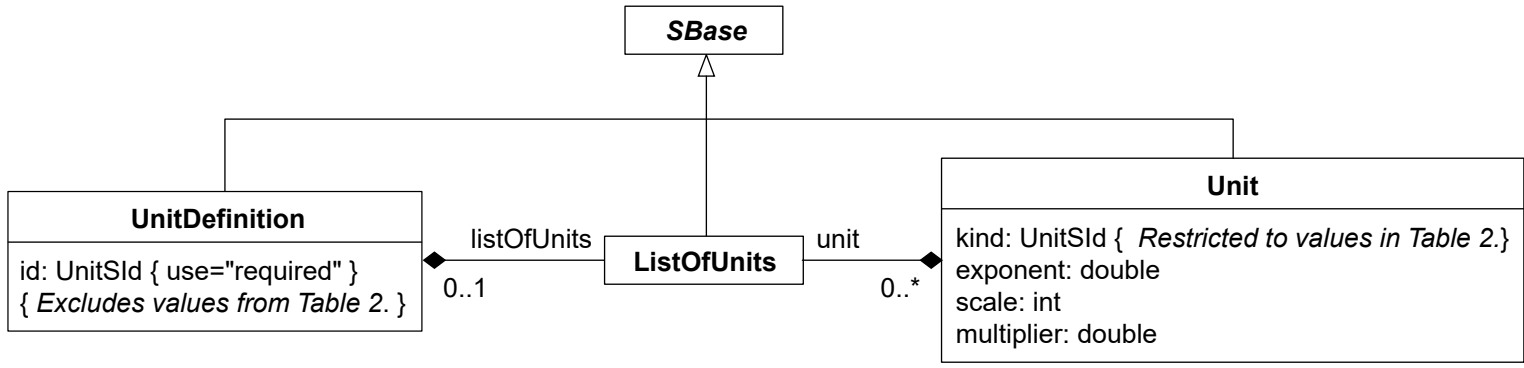 SBase
UnitDefinition
id: UnitSId { use="required" }
{ Excludes values from Table 2. }
listOfUnits
0..1
ListOfUnits
unit
0..*
Unit
kind: UnitSId {  Restricted to values in Table 2.}
exponent: double
scale: int
multiplier: double